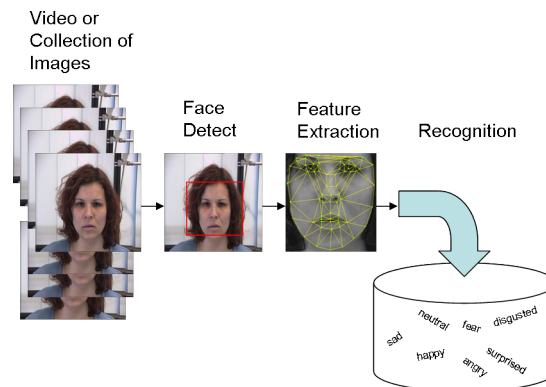 Video or
Collection of
Images
Face
Detect
Feature
Extraction
Recognition
sad
neutral
fear
disgusted
happy
angry
surprised